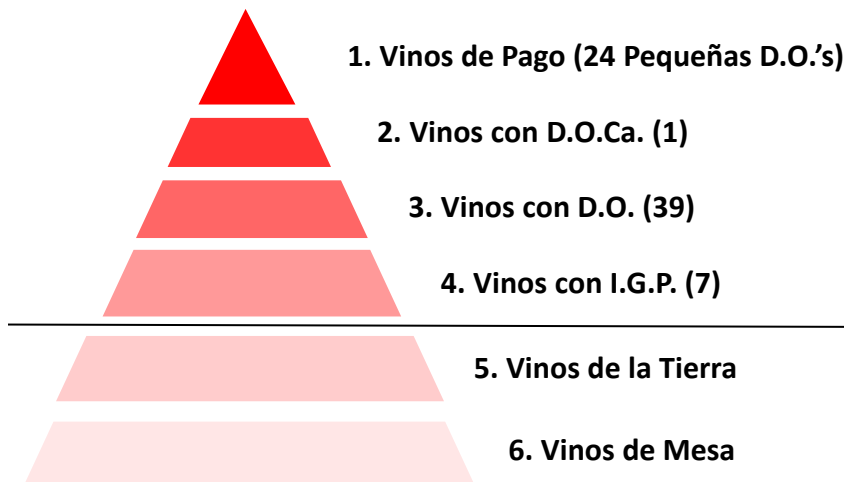 1. Vinos de Pago (24 Pequeñas D.O.’s)
2. Vinos con D.O.Ca. (1)
3. Vinos con D.O. (39)
4. Vinos con I.G.P. (7)
5. Vinos de la Tierra
6. Vinos de Mesa